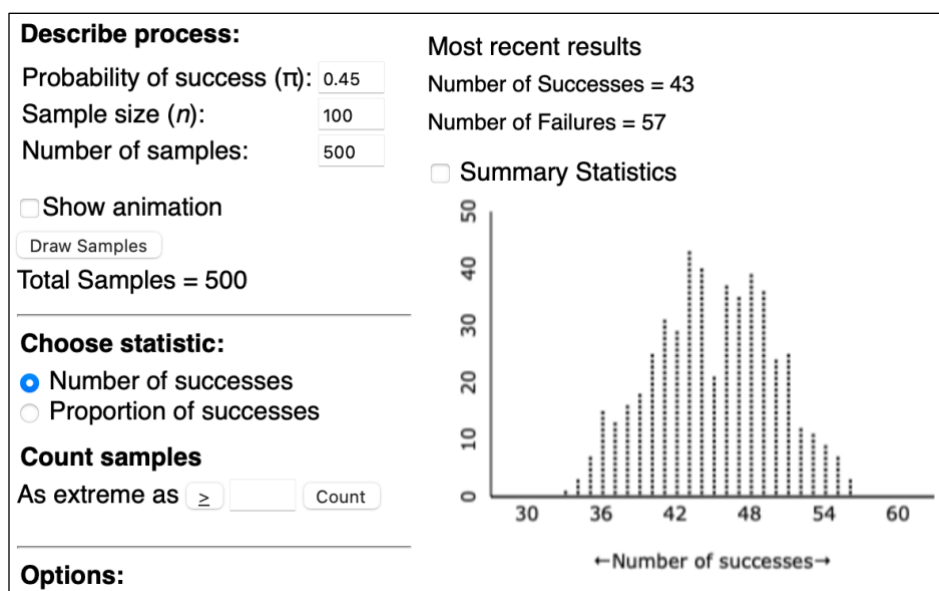 Describe process:
Probability of success (π): 0.45
Sample size (n): 100
Number of samples: 500
Show animation
Draw Samples
Total Samples = 500
Choose statistic:
Number of successes
Proportion of successes
Count samples
As extreme as ≥ Count
Options:
Most recent results
Number of Successes = 43
Number of Failures = 57
Summary Statistics
50
40
30
20
10
0
30 36 42 48 54 60
←Number of successes→